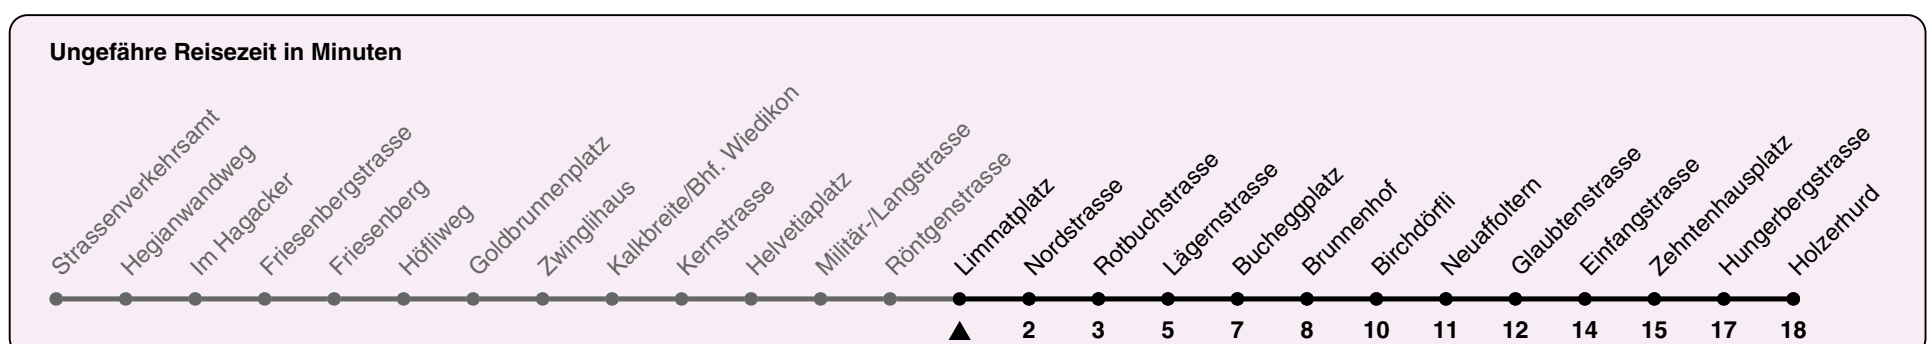 Ungefähre Reisezeit in Minuten
Strassenverkehrsamt
Hegianwandweg
Im Hagacker
Friesenbergstrasse
Friesenberg
Höfliweg
Goldbrunnenplatz
Zwinglihaus
Kalkbreite/Bhf. Wiedikon
Kernstrasse
Helvetiaplatz
Militär-/Langstrasse
Röntgenstrasse
Limmatplatz
Nordstrasse
Rotbuchstrasse
Lägernstrasse
Bucheggplatz
Brunnenhof
Birchdörfli
Neuaffoltern
Glaubtenstrasse
Einfangstrasse
Zehntenhausplatz
Hungerbergstrasse
Holzerhurd
2 3 5 7 8 10 11 12 14 15 17 18